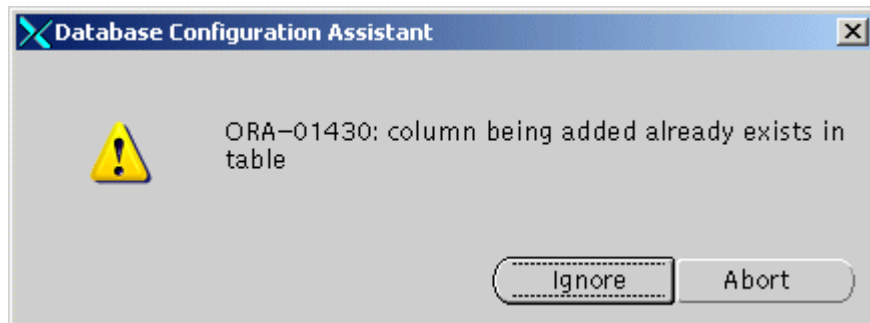 Database Configuration Assistant
ORA-01430: column being added already exists in
table
Ignore
Abort